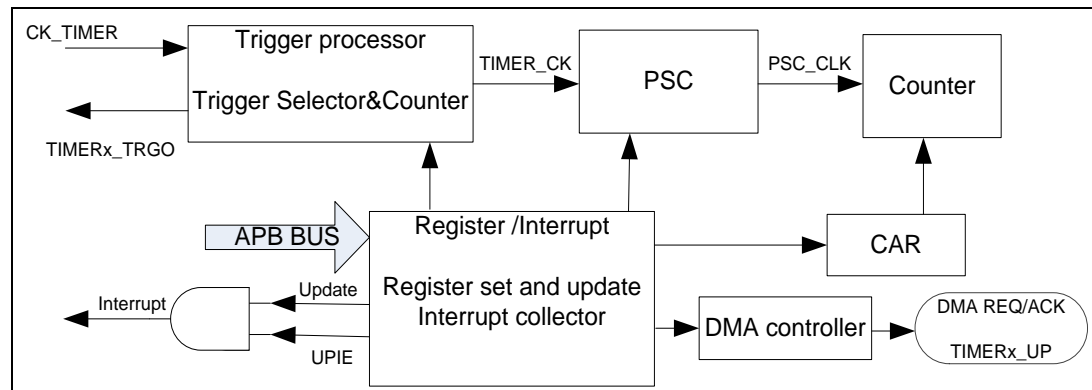 CK_TIMER
Trigger processor
Trigger Selector&Counter
TIMERx_TRGO
TIMER_CK
PSC
PSC_CLK
Counter
APB BUS
Register /Interrupt
Register set and update
Interrupt collector
CAR
Interrupt
Update
UPIE
DMA controller
DMA REQ/ACK
TIMERx_UP